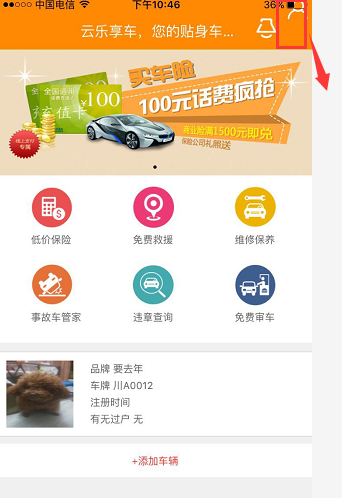 中国电信 下午10:46 36%
云乐享车，您的贴身车...
买车险
100元话费疯抢
商业险满1500元即兑
保险公司礼照送
全国通用
充值卡
¥100
线上支付
专属
低价保险 免费救援 维修保养
事故车管家 违章查询 免费审车
品牌 要去年
车牌 川A0012
注册时间
有无过户 无
+添加车辆